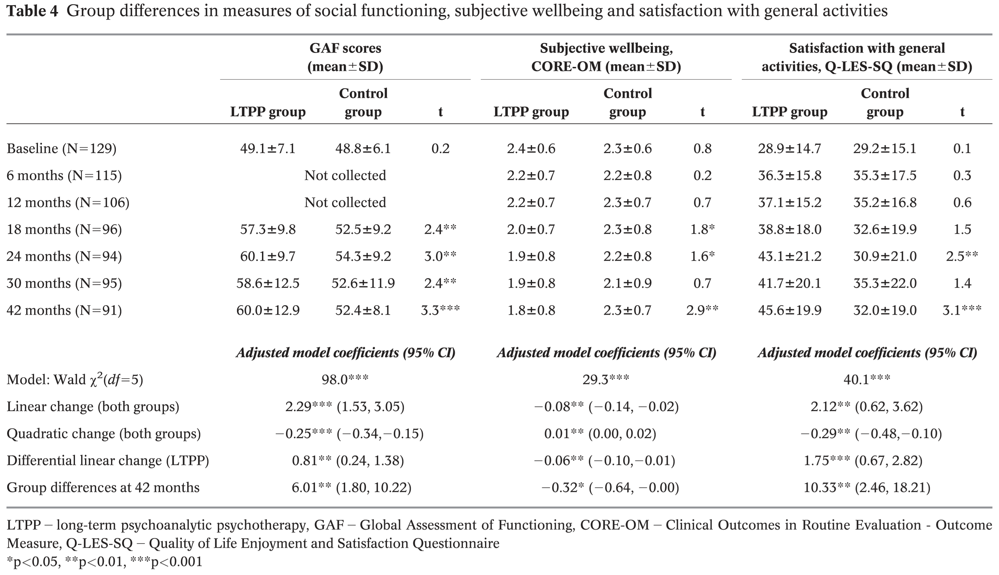 Table 4 Group differences in measures of social functioning, subjective wellbeing and satisfaction with general activities
GAF scores (mean±SD) Subjective wellbeing, CORE-OM (mean±SD) Satisfaction with general activities, Q-LES-SQ (mean±SD)
LTPP group Control group t LTPP group Control group t LTPP group Control group t
Baseline (N=129) 49.1±7.1 48.8±6.1 0.2 2.4±0.6 2.3±0.6 0.8 28.9±14.7 29.2±15.1 0.1
6 months (N=115) Not collected 2.2±0.7 2.2±0.8 0.2 36.3±15.8 35.3±17.5 0.3
12 months (N=106) Not collected 2.2±0.7 2.3±0.7 0.7 37.1±15.2 35.2±16.8 0.6
18 months (N=96) 57.3±9.8 52.5±9.2 2.4** 2.0±0.7 2.3±0.8 1.8* 38.8±18.0 32.6±19.9 1.5
24 months (N=94) 60.1±9.7 54.3±9.2 3.0** 1.9±0.8 2.2±0.8 1.6* 43.1±21.2 30.9±21.0 2.5**
30 months (N=95) 58.6±12.5 52.6±11.9 2.4** 1.9±0.8 2.1±0.9 0.7 41.7±20.1 35.3±22.0 1.4
42 months (N=91) 60.0±12.9 52.4±8.1 3.3*** 1.8±0.8 2.3±0.7 2.9** 45.6±19.9 32.0±19.0 3.1***
Adjusted model coefficients (95% CI) Adjusted model coefficients (95% CI) Adjusted model coefficients (95% CI)
Model: Wald χ²(df=5) 98.0*** 29.3*** 40.1***
Linear change (both groups) 2.29*** (1.53, 3.05) −0.08** (−0.14, −0.02) 2.12** (0.62, 3.62)
Quadratic change (both groups) −0.25*** (−0.34,−0.15) 0.01** (0.00, 0.02) −0.29** (−0.48,−0.10)
Differential linear change (LTPP) 0.81** (0.24, 1.38) −0.06** (−0.10,−0.01) 1.75*** (0.67, 2.82)
Group differences at 42 months 6.01** (1.80, 10.22) −0.32* (−0.64, −0.00) 10.33** (2.46, 18.21)
LTPP – long-term psychoanalytic psychotherapy, GAF – Global Assessment of Functioning, CORE-OM – Clinical Outcomes in Routine Evaluation - Outcome
Measure, Q-LES-SQ – Quality of Life Enjoyment and Satisfaction Questionnaire
*p<0.05, **p<0.01, ***p<0.001